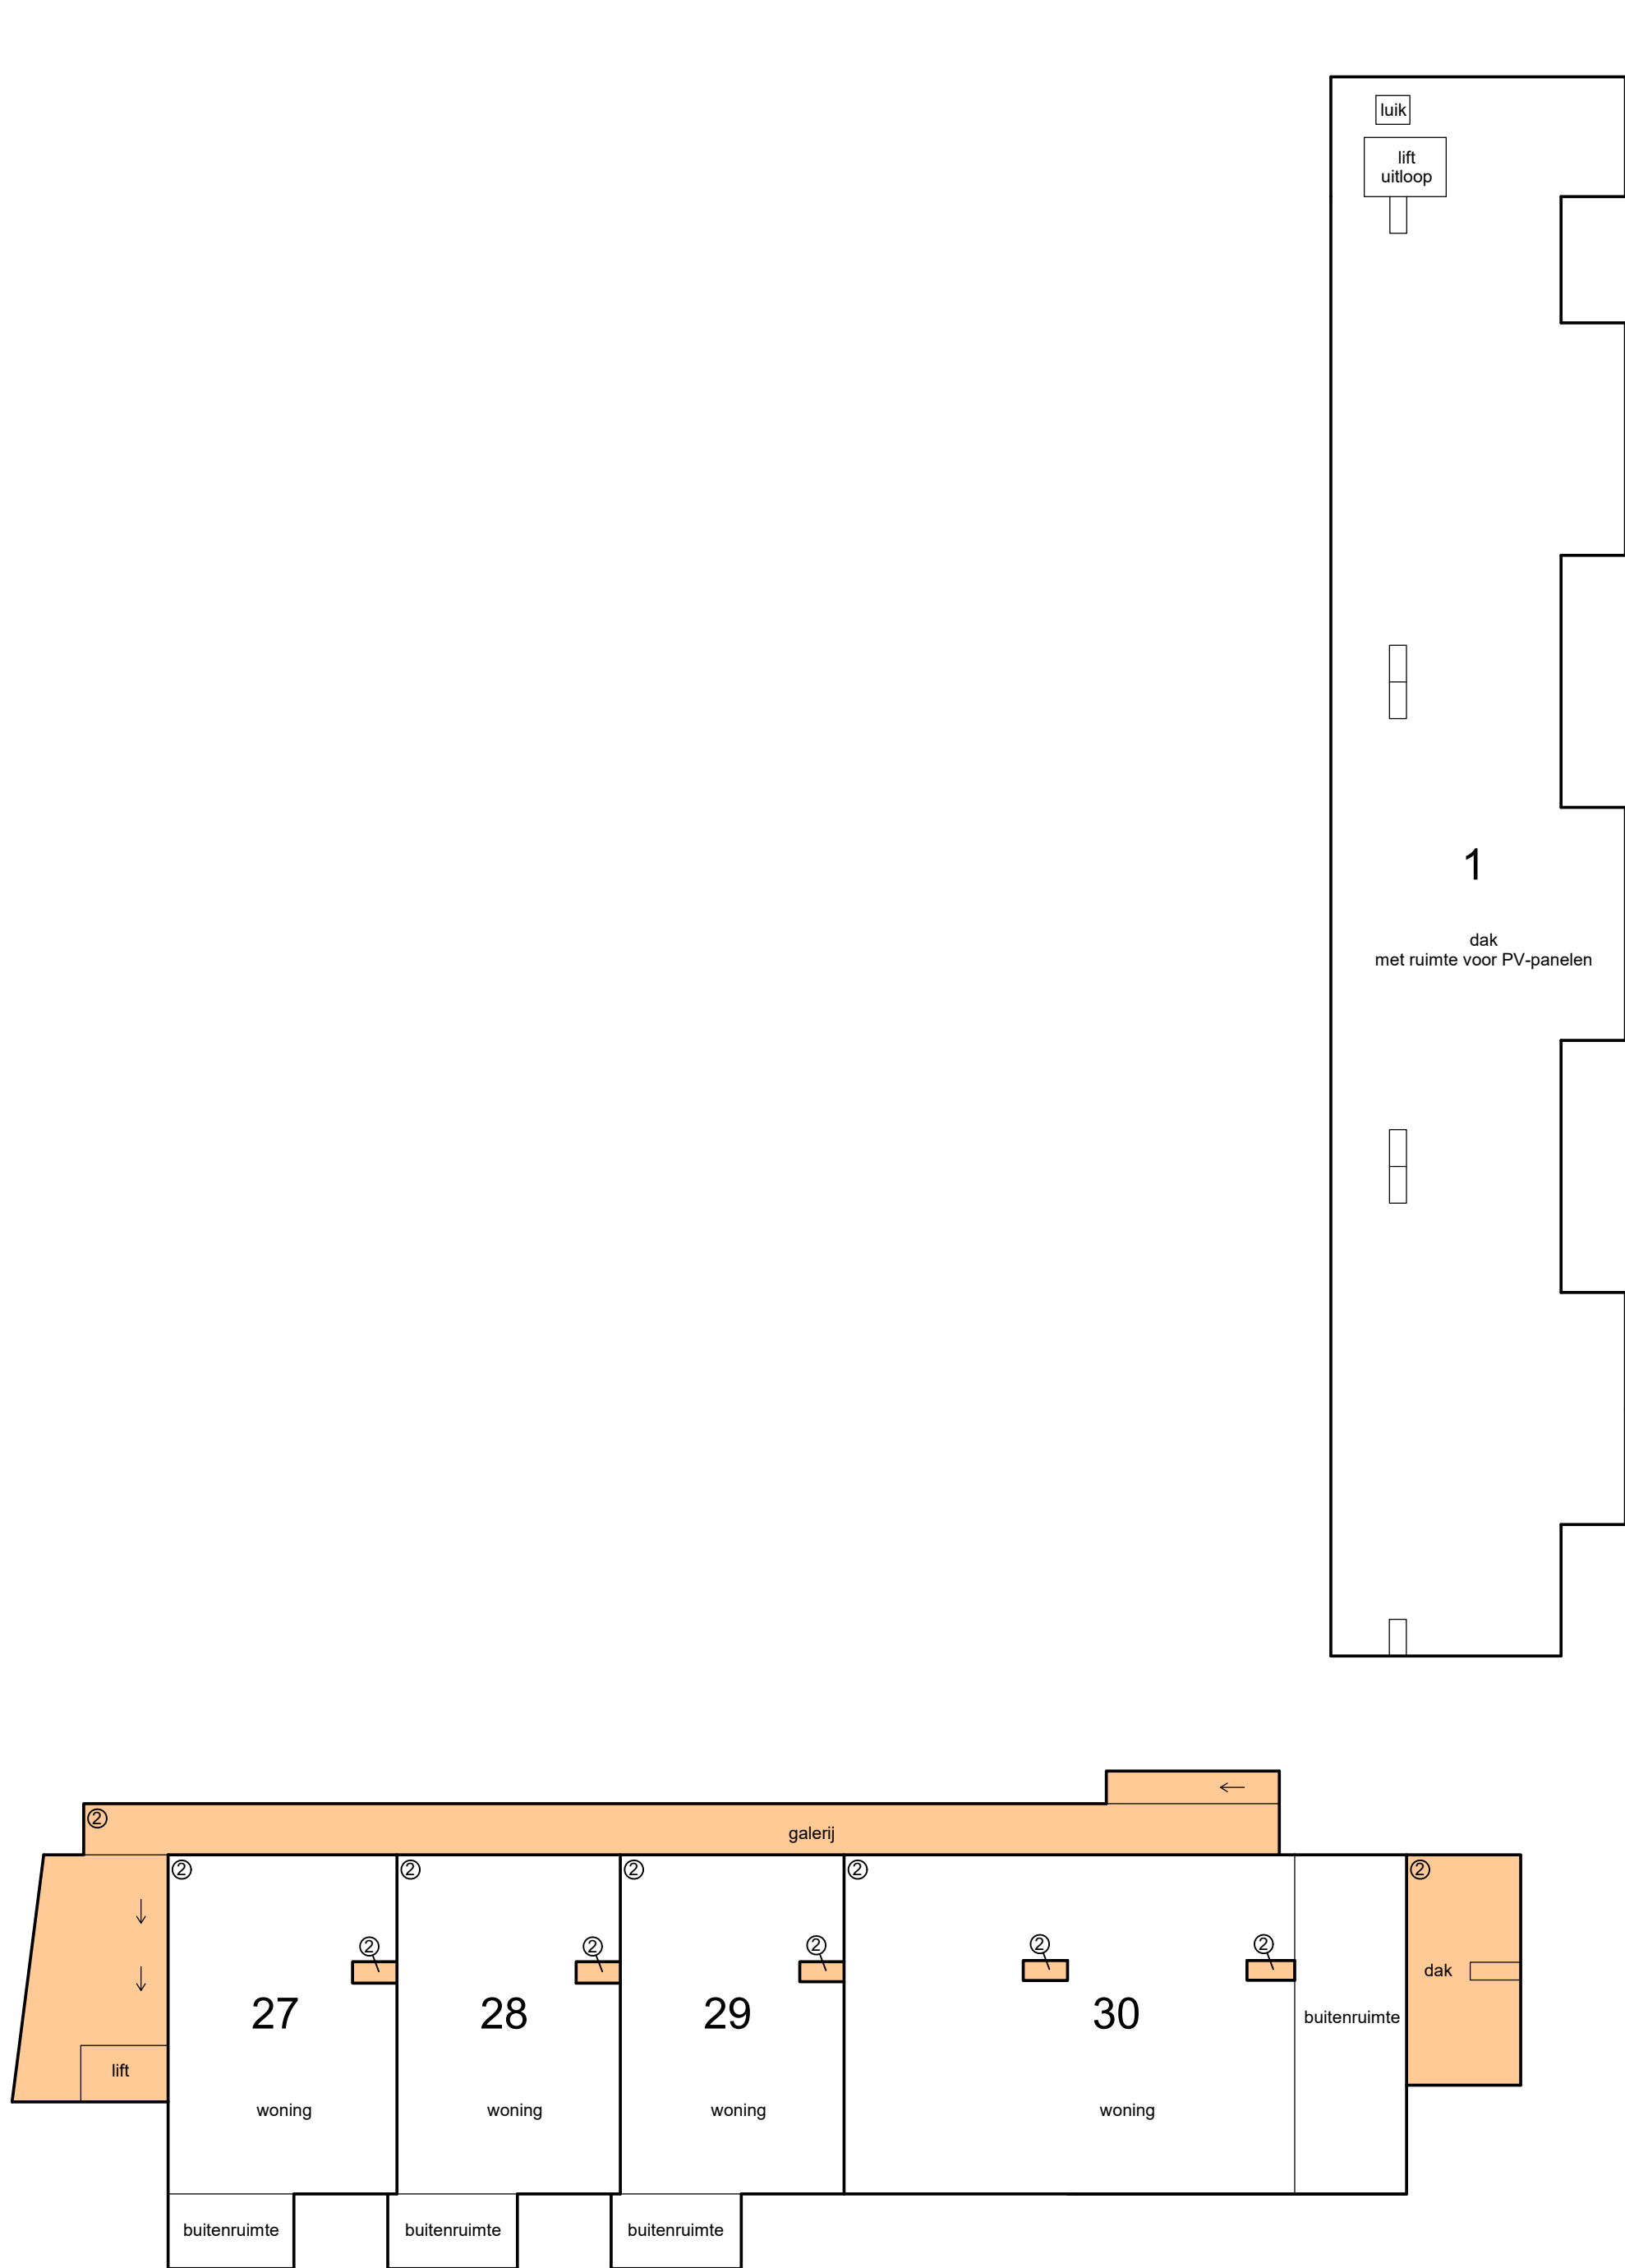 luik
lift
uitloop
1
dak
met ruimte voor PV-panelen
2
galerij
2
2
2
2
2
2
2
2
2
2
27
28
29
30
dak
buitenruimte
lift
woning
woning
woning
woning
buitenruimte
buitenruimte
buitenruimte